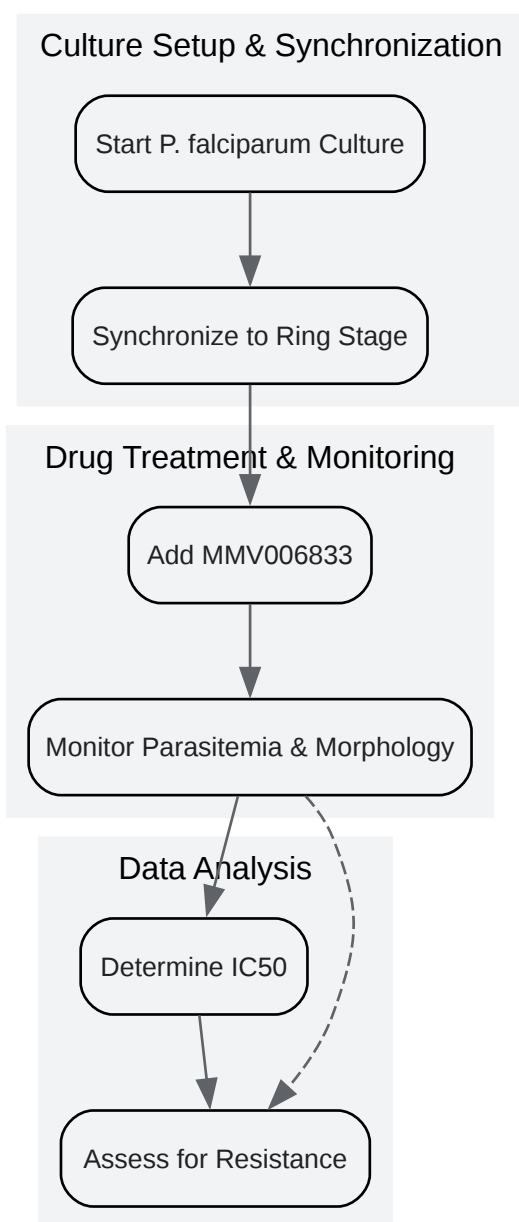 Culture Setup & Synchronization
Start P. falciparum Culture
Synchronize to Ring Stage
Drug Treatment & Monitoring
Add MMV006833
Monitor Parasitemia & Morphology
Data Analysis
Determine IC50
Assess for Resistance